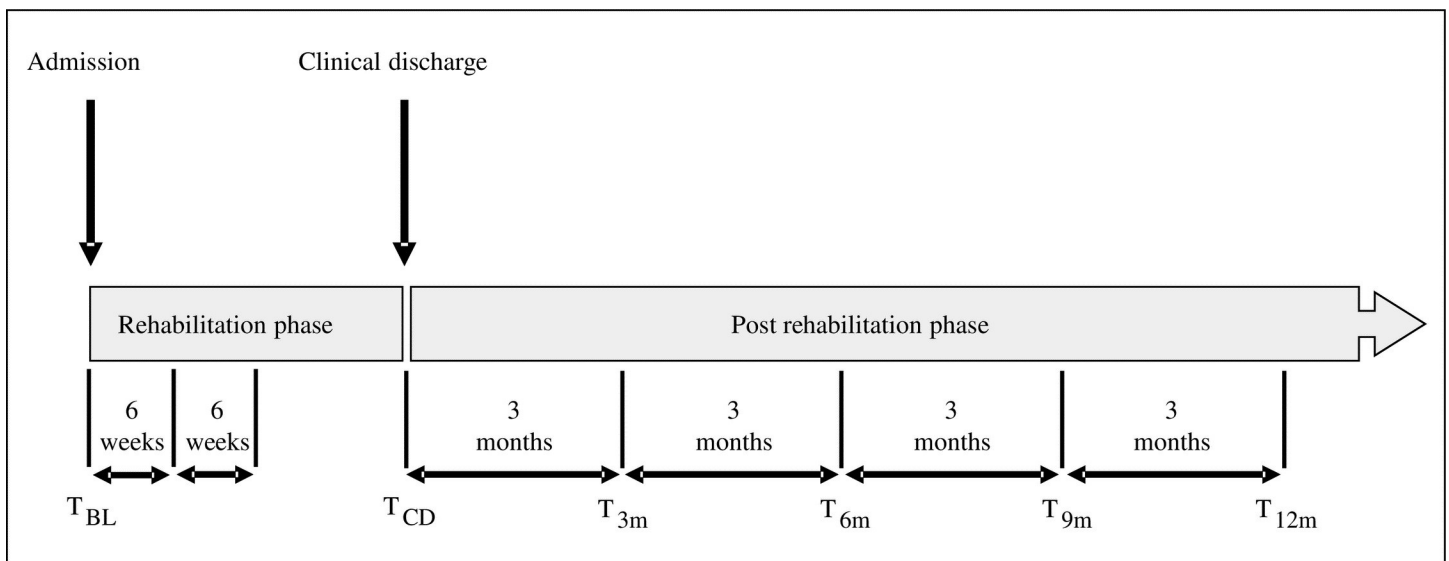 Admission
Clinical discharge
Rehabilitation phase
Post rehabilitation phase
6
weeks
6
weeks
3
months
3
months
3
months
3
months
T BL
T CD
T 3m
T 6m
T 9m
T 12m